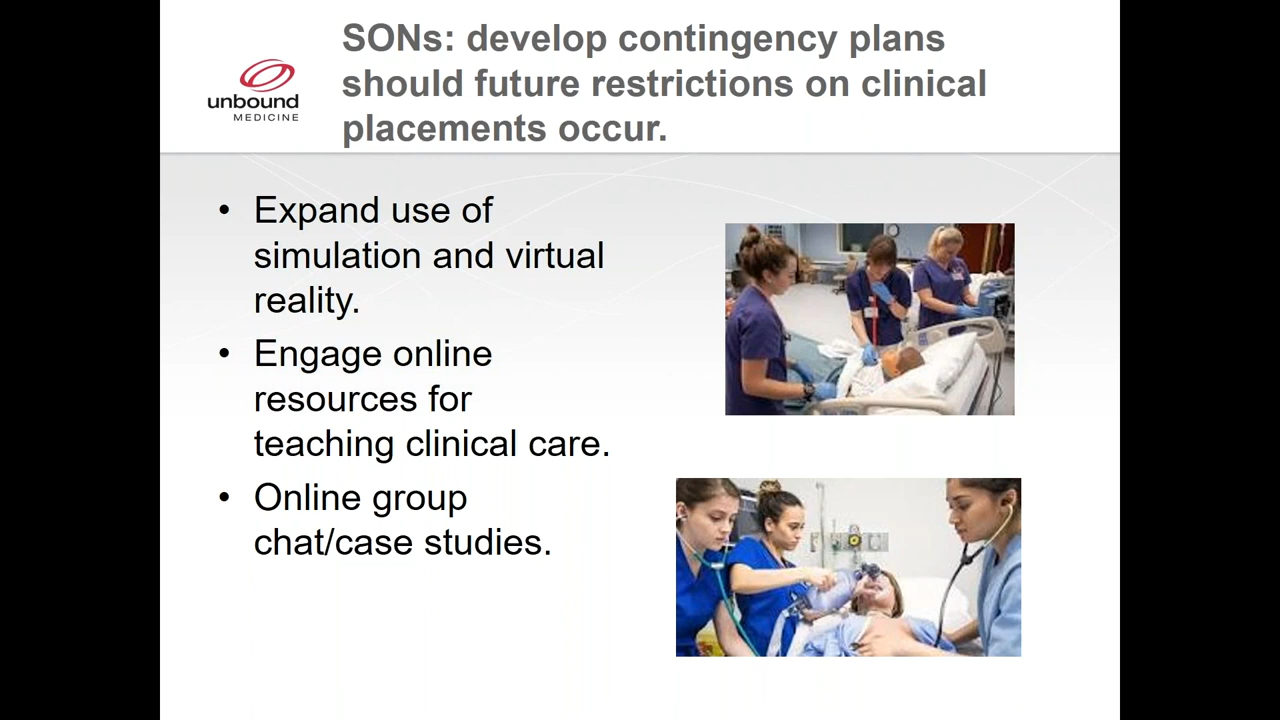 SONs: develop contingency plans
should future restrictions on clinical
placements occur.
unbound
MEDICINE
• Expand use of
simulation and virtual
reality.
• Engage online
resources for
teaching clinical care.
• Online group
chat/case studies.